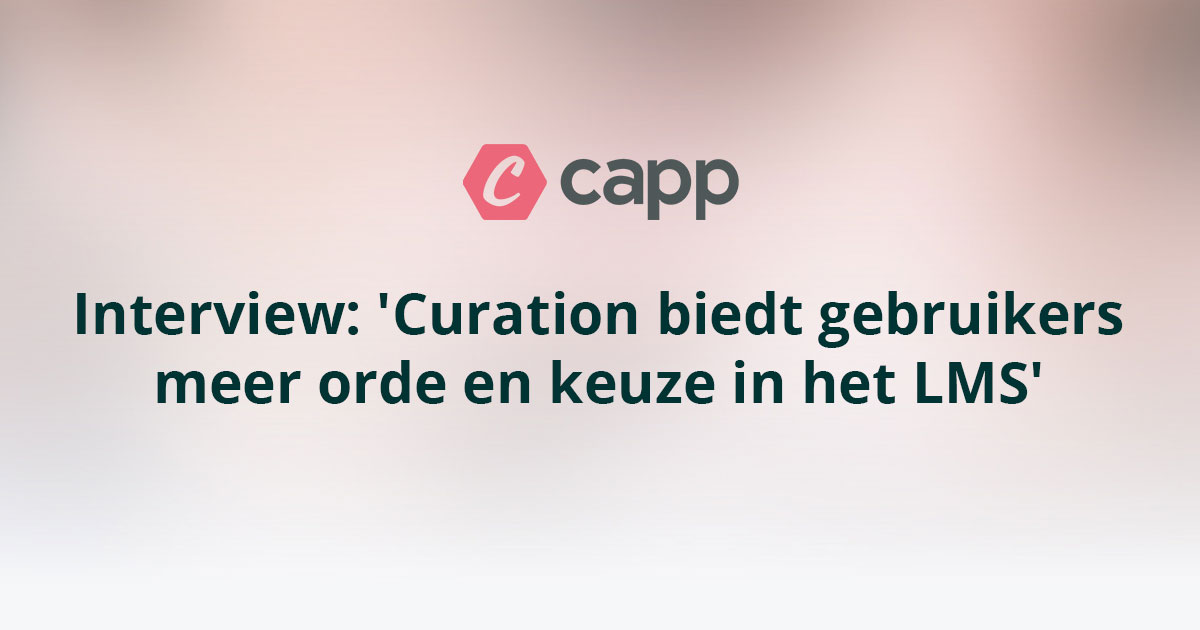 C capp
Interview: 'Curation biedt gebruikers
meer orde en keuze in het LMS'